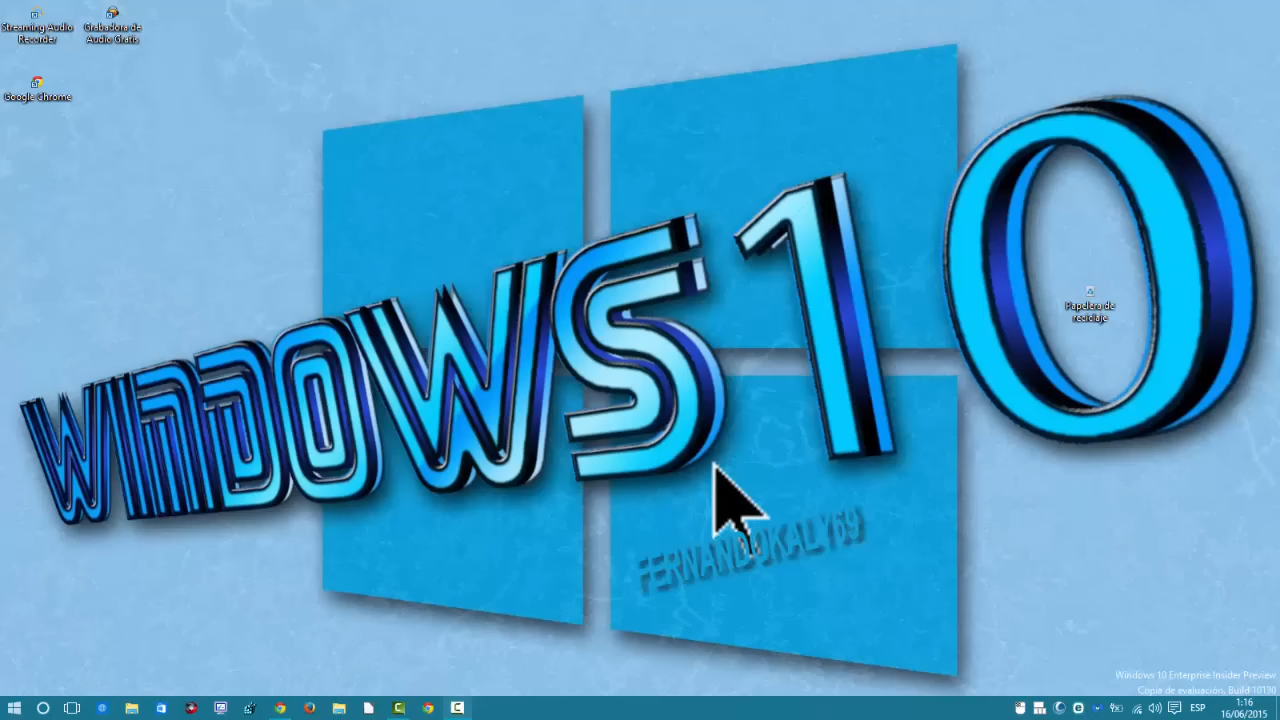 Streaming Audio
Recorder
Grabadora de
Audio Gratis
Google Chrome
WINDOWS 10
Papelera de
reciclaje
FERNANDOKALY69
Windows 10 Enterprise Insider Preview
Copia de evaluación. Build 10130
ESP
1:16
16/06/2015